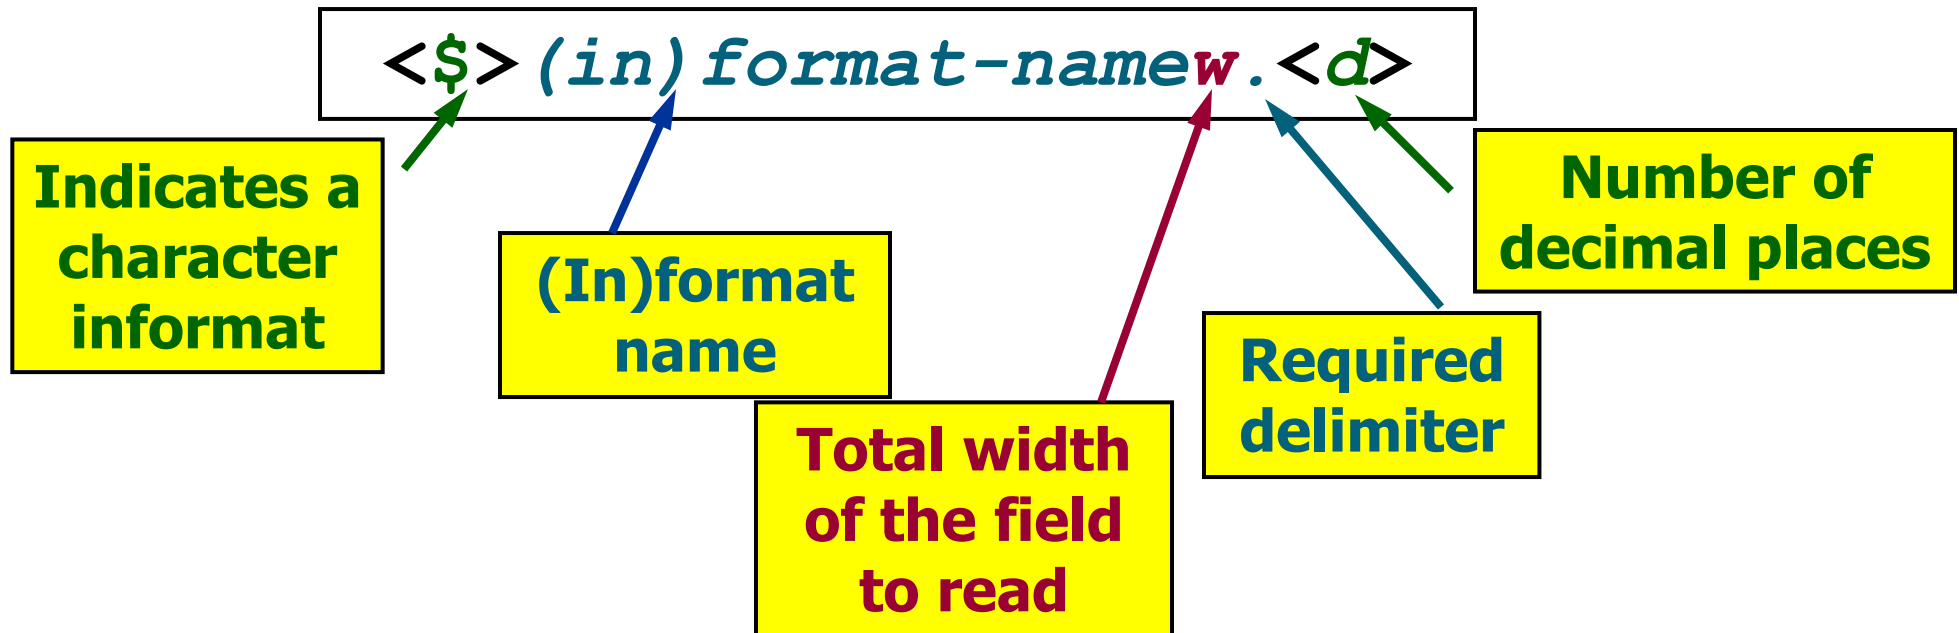 <$>(in)format-namew.<d>
Indicates a
character
informat
(In)format
name
Total width
of the field
to read
Required
delimiter
Number of
decimal places